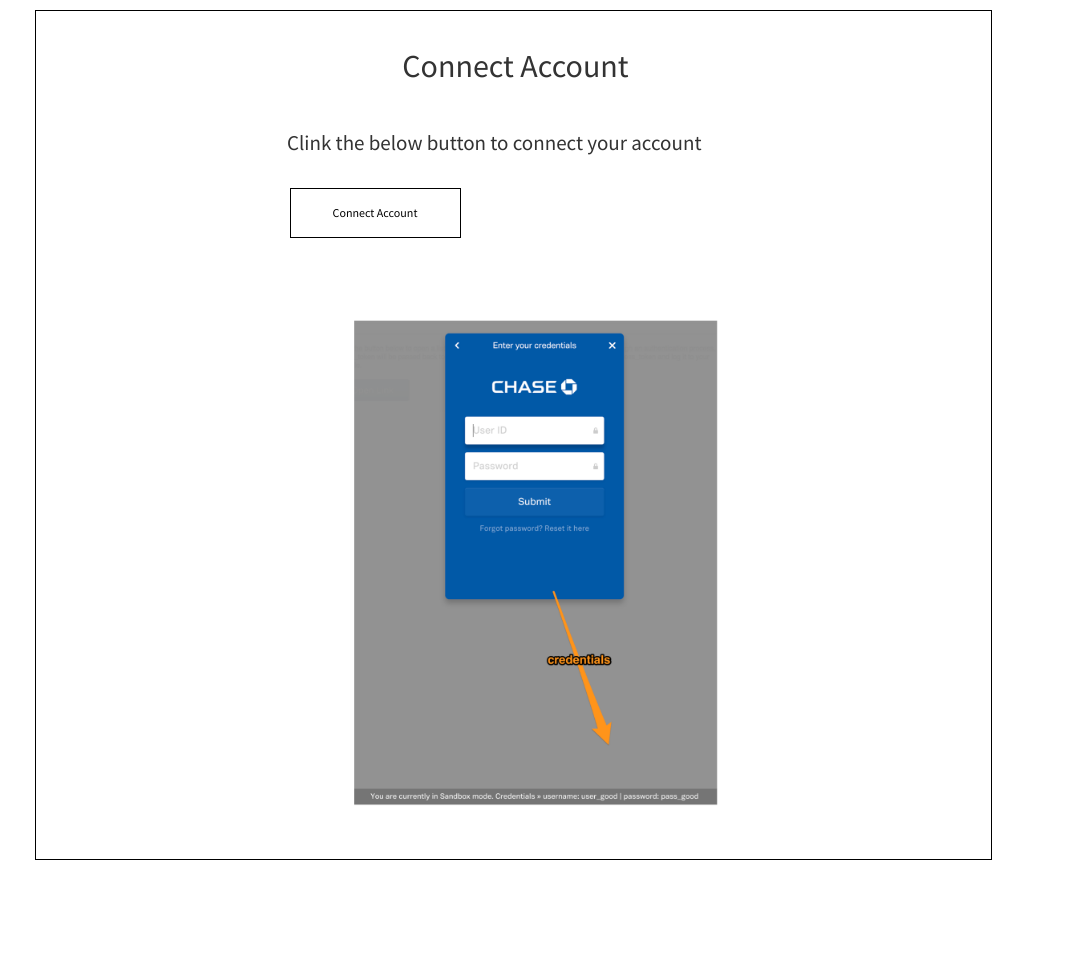 Connect Account
Clink the below button to connect your account
Connect Account
Enter your credentials
CHASE
User ID
Password
Submit
Forgot password? Reset it here
credentials
You are currently in Sandbox mode. Credentials » username: user_good | password: pass_good